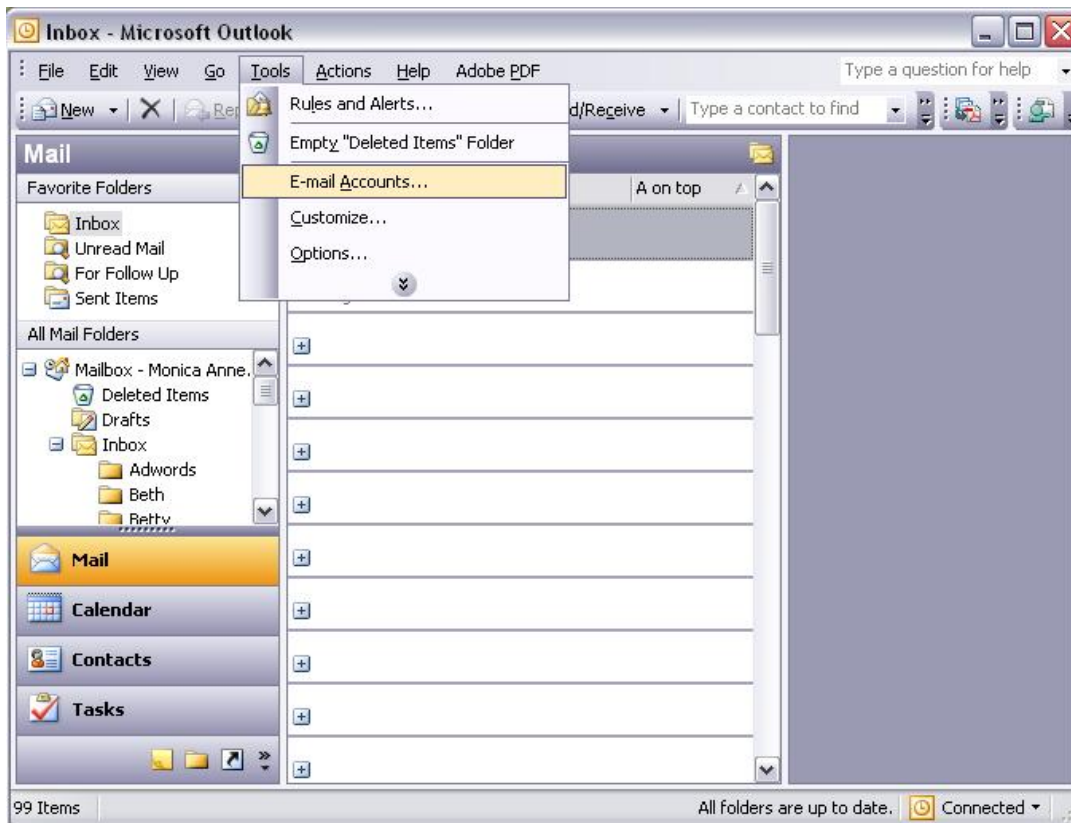 Inbox - Microsoft Outlook
File Edit View Go Tools Actions Help Adobe PDF Type a question for help
New Rules and Alerts... d/Receive Type a contact to find
Empty "Deleted Items" Folder
Mail
Favorite Folders E-mail Accounts... A on top
Inbox Customize...
Unread Mail Options...
For Follow Up
Sent Items
All Mail Folders
Mailbox - Monica Anne.
Deleted Items
Drafts
Inbox
Adwords
Beth
Betty
Mail
Calendar
Contacts
Tasks
99 Items All folders are up to date. Connected